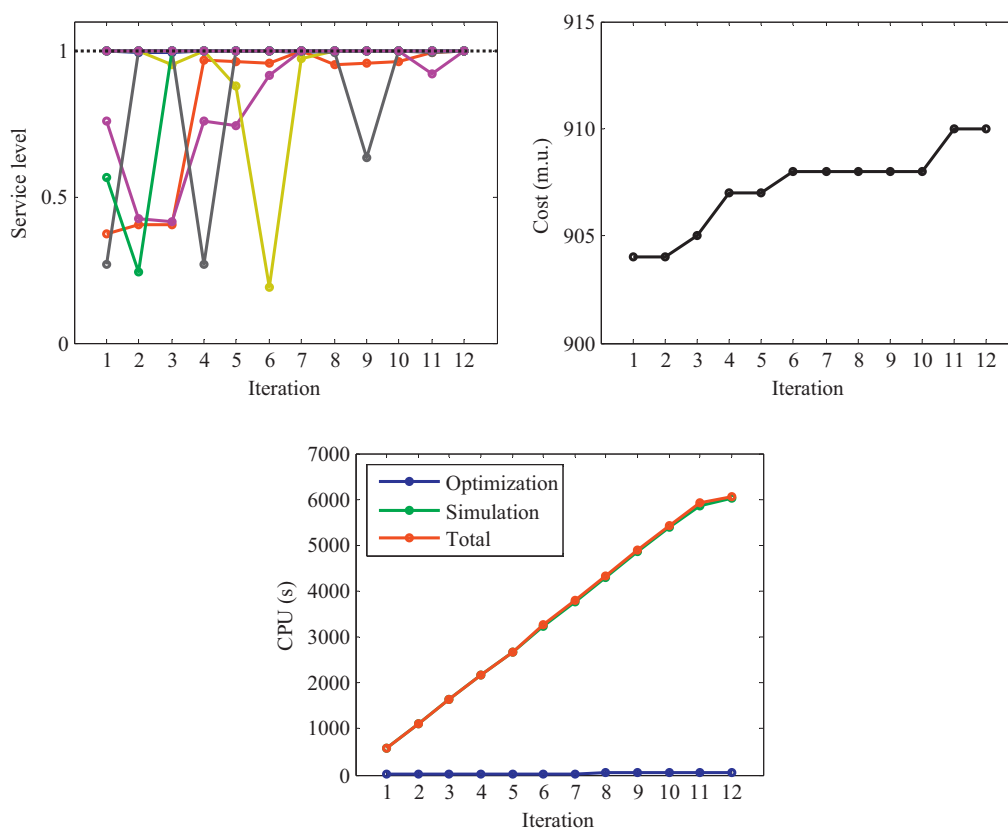 1
0.5
0
Service level
1 2 3 4 5 6 7 8 9 10 11 12
Iteration
915
910
905
900
Cost (m.u.)
1 2 3 4 5 6 7 8 9 10 11 12
Iteration
7000
6000
5000
4000
3000
2000
1000
0
CPU (s)
Optimization
Simulation
Total
1 2 3 4 5 6 7 8 9 10 11 12
Iteration